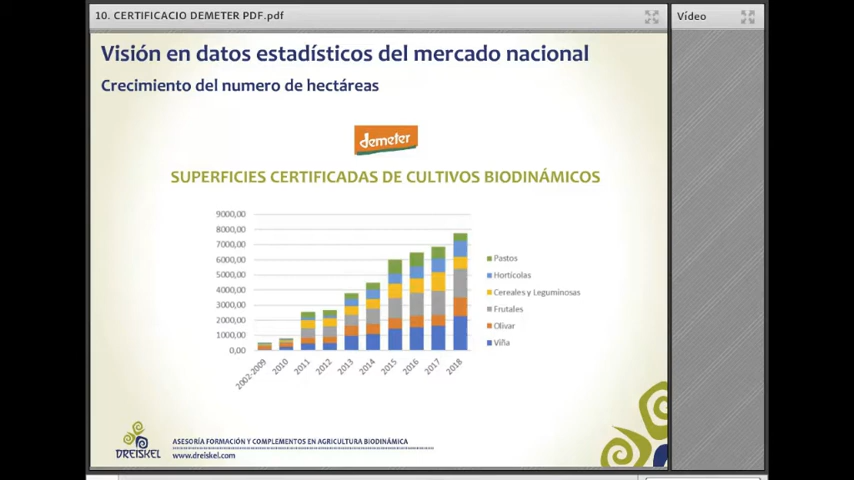 10. CERTIFICACIO DEMETER PDF.pdf
Vídeo
Visión en datos estadísticos del mercado nacional
Crecimiento del numero de hectáreas
demeter
SUPERFICIES CERTIFICADAS DE CULTIVOS BIODINÁMICOS
9000,00
8000,00
7000,00
6000,00
5000,00
4000,00
3000,00
2000,00
1000,00
0,00
2002-2009
2010
2011
2012
2013
2014
2015
2016
2017
2018
Pastos
Hortícolas
Cereales y Leguminosas
Frutales
Olivar
Viña
DREISKEL
ASESORÍA FORMACIÓN Y COMPLEMENTOS EN AGRICULTURA BIODINÁMICA
www.dreiskel.com